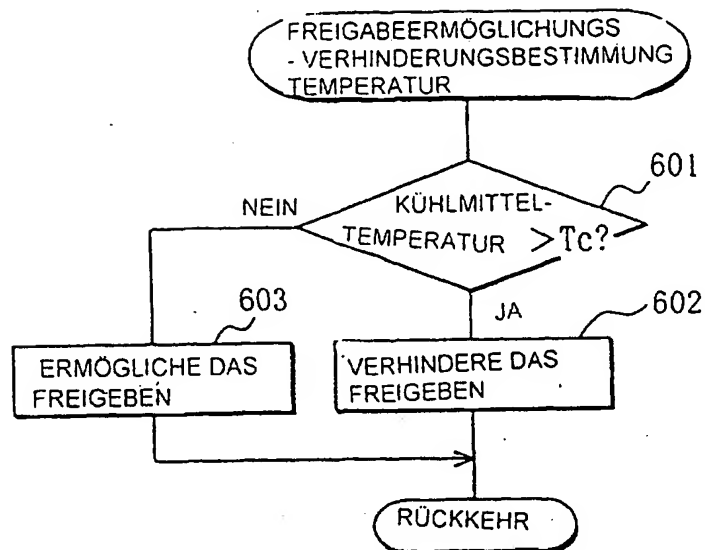 FREIGABEERMÖGLICHUNGS
- VERHINDERUNGSBESTIMMUNG
TEMPERATUR
601
NEIN
KÜHLMITTEL-
TEMPERATUR > Tc?
603
JA
602
ERMÖGLICHE DAS
FREIGEBEN
VERHINDERE DAS
FREIGEBEN
RÜCKKEHR